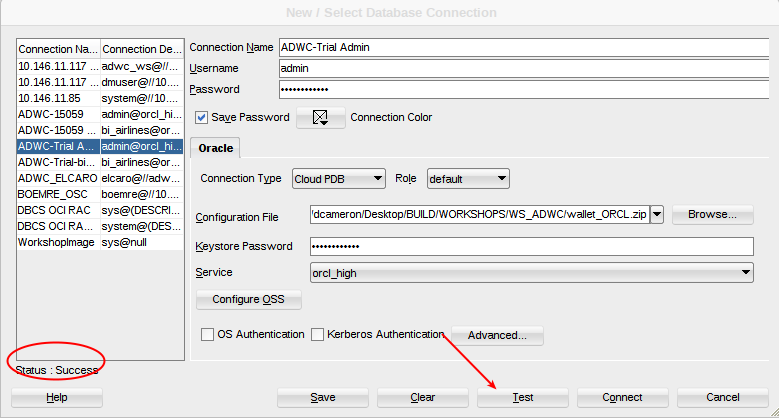 New / Select Database Connection
Connection Na... Connection De...
10.146.11.117 ... adwc_ws@//...
10.146.11.117 ... dmuser@//10....
10.146.11.85 system@//10....
ADWC-15059 admin@orcl_hi...
ADWC-15059 ... bi_airlines@or...
ADWC-Trial A... admin@orcl_hi...
ADWC-Trial-bi... bi_airlines@or...
ADWC_ELCARO elcaro@//adw...
BOEMRE_OSC boemre@//10....
DBCS OCI RAC sys@(DESCRI...
DBCS OCI RA... system@(DES...
WorkshopImage sys@null
Status : Success
Connection Name ADWC-Trial Admin
Username admin
Password ••••••••••••
Save Password Connection Color
Oracle
Connection Type Cloud PDB Role default
Configuration File 'dcameron/Desktop/BUILD/WORKSHOPS/WS_ADWC/wallet_ORCL.zip Browse...
Keystore Password ••••••••••••
Service orcl_high
Configure OSS
OS Authentication Kerberos Authentication Advanced...
Help Save Clear Test Connect Cancel